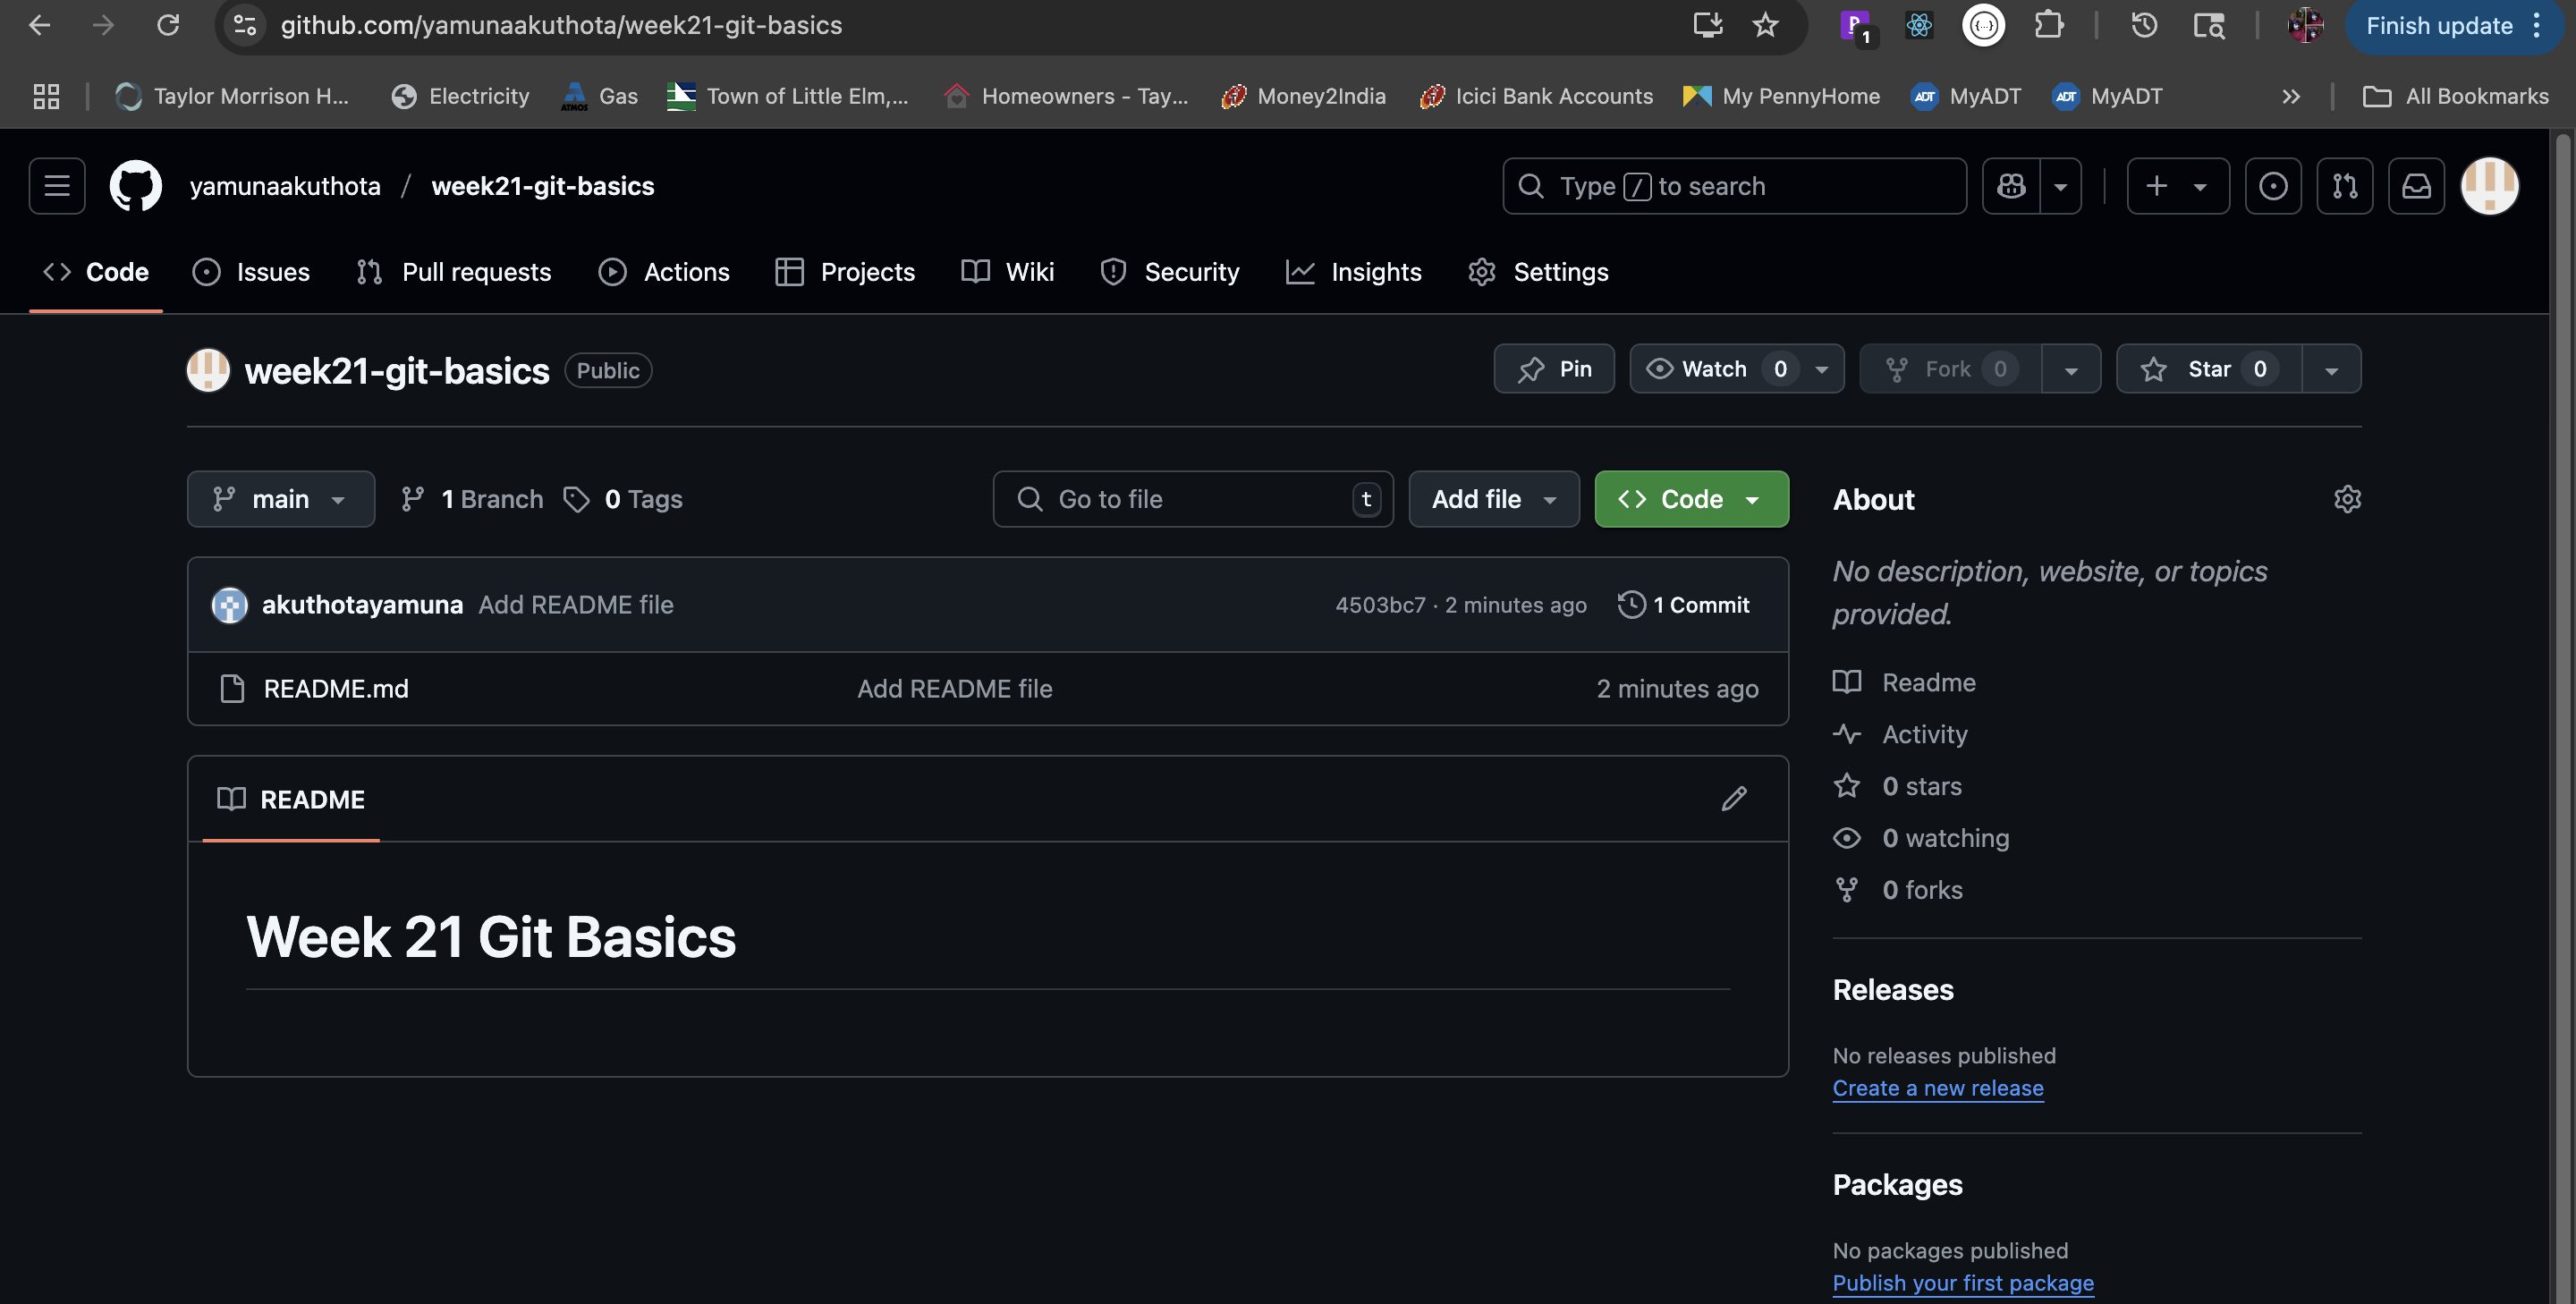 github.com/yamunaakuthota/week21-git-basics
1
Finish update
Taylor Morrison H...
Electricity
ATMOS
Gas
Town of Little Elm,...
Homeowners - Tay...
Money2India
Icici Bank Accounts
My PennyHome
ADT
MyADT
ADT
MyADT
All Bookmarks
yamunaakuthota / week21-git-basics
Type / to search
Code
Issues
Pull requests
Actions
Projects
Wiki
Security
Insights
Settings
week21-git-basics
Public
Pin
Watch 0
Fork 0
Star 0
main
1 Branch
0 Tags
Go to file
t
Add file
Code
akuthotayamuna Add README file
4503bc7 · 2 minutes ago
1 Commit
README.md
Add README file
2 minutes ago
README
Week 21 Git Basics
About
No description, website, or topics
provided.
Readme
Activity
0 stars
0 watching
0 forks
Releases
No releases published
Create a new release
Packages
No packages published
Publish your first package